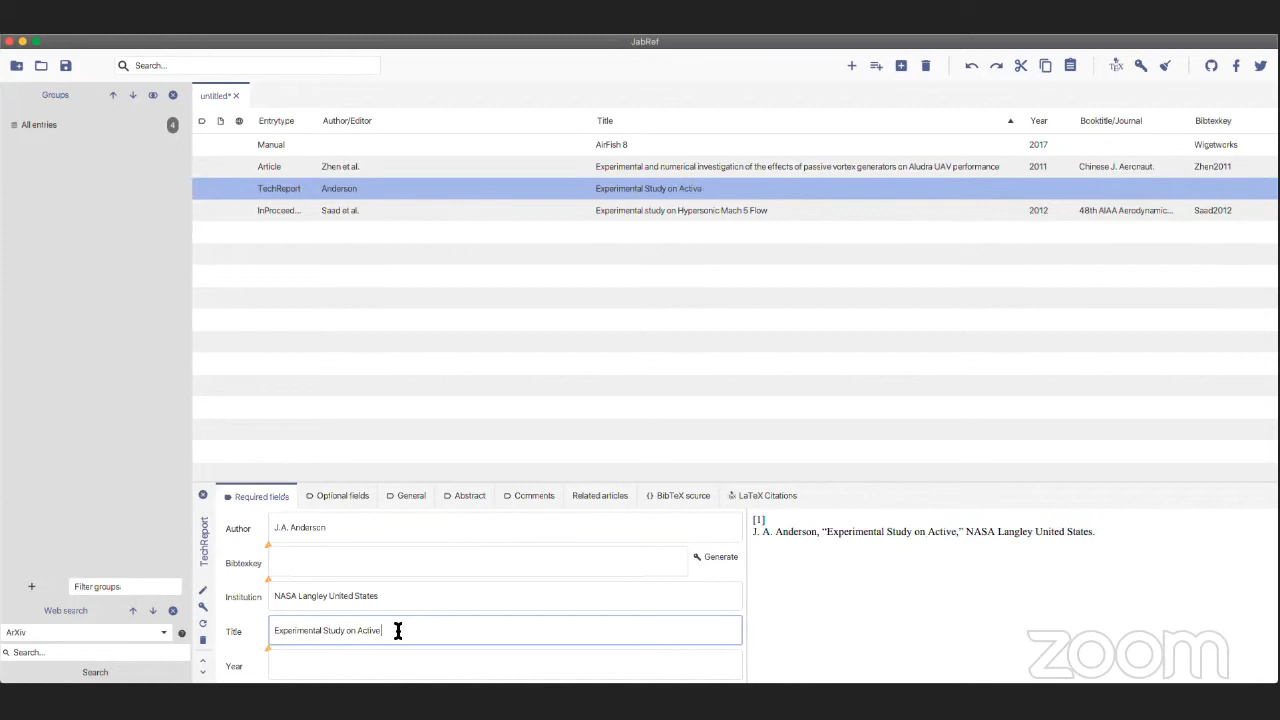 JabRef
Search...
Groups
untitled*
All entries
4
Entrytype Author/Editor Title Year Booktitle/Journal Bibtexkey
Manual AirFish 8 2017 Wigetworks
Article Zhen et al. Experimental and numerical investigation of the effects of passive vortex generators on Aludra UAV performance 2011 Chinese J. Aeronaut. Zhen2011
TechReport Anderson Experimental Study on Activa
InProceed... Saad et al. Experimental study on Hypersonic Mach 5 Flow 2012 48th AIAA Aerodynamic... Saad2012
Required fields Optional fields General Abstract Comments Related articles {} BibTeX source LaTeX Citations
TechReport
Author J.A. Anderson
Bibtexkey Generate
Institution NASA Langley United States
Title Experimental Study on Active
Year
[1]
J. A. Anderson, “Experimental Study on Active,” NASA Langley United States.
+ Filter groups
Web search
ArXiv
Search...
Search
zoom
TEX